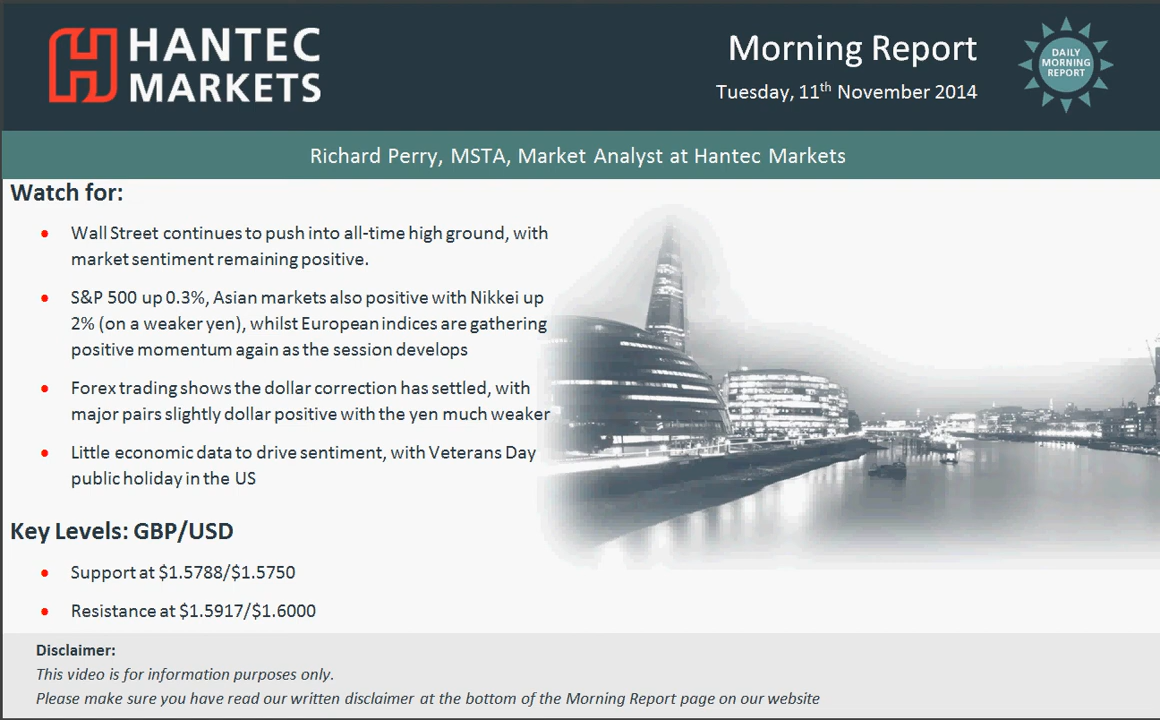 HANTEC
MARKETS
Morning Report
Tuesday, 11th November 2014
DAILY
MORNING
REPORT
Richard Perry, MSTA, Market Analyst at Hantec Markets
Watch for:
• Wall Street continues to push into all-time high ground, with
market sentiment remaining positive.
• S&P 500 up 0.3%, Asian markets also positive with Nikkei up
2% (on a weaker yen), whilst European indices are gathering
positive momentum again as the session develops
• Forex trading shows the dollar correction has settled, with
major pairs slightly dollar positive with the yen much weaker
• Little economic data to drive sentiment, with Veterans Day
public holiday in the US
Key Levels: GBP/USD
• Support at $1.5788/$1.5750
• Resistance at $1.5917/$1.6000
Disclaimer:
This video is for information purposes only.
Please make sure you have read our written disclaimer at the bottom of the Morning Report page on our website